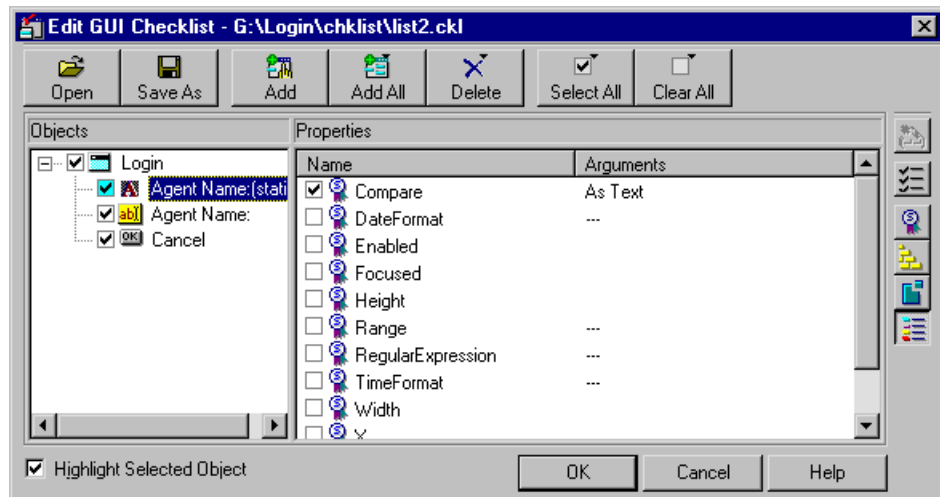 Edit GUI Checklist - G:\Login\chklist\list2.ckl
Open Save As Add Add All Delete Select All Clear All
Objects
Login
Agent Name:(stati
Agent Name:
Cancel
Properties
Name Arguments
Compare As Text
DateFormat ---
Enabled
Focused
Height
Range ---
RegularExpression ---
TimeFormat ---
Width
X
Highlight Selected Object
OK Cancel Help